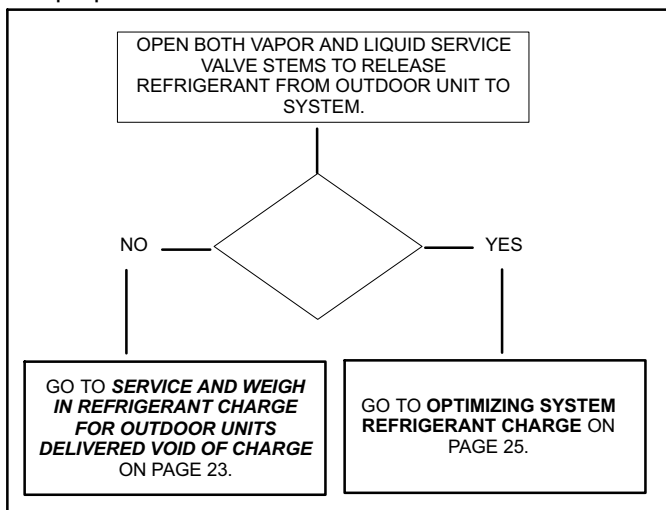 OPEN BOTH VAPOR AND LIQUID SERVICE
VALVE STEMS TO RELEASE
REFRIGERANT FROM OUTDOOR UNIT TO
SYSTEM.
NO
YES
GO TO SERVICE AND WEIGH
IN REFRIGERANT CHARGE
FOR OUTDOOR UNITS
DELIVERED VOID OF CHARGE
ON PAGE 23.
GO TO OPTIMIZING SYSTEM
REFRIGERANT CHARGE ON
PAGE 25.